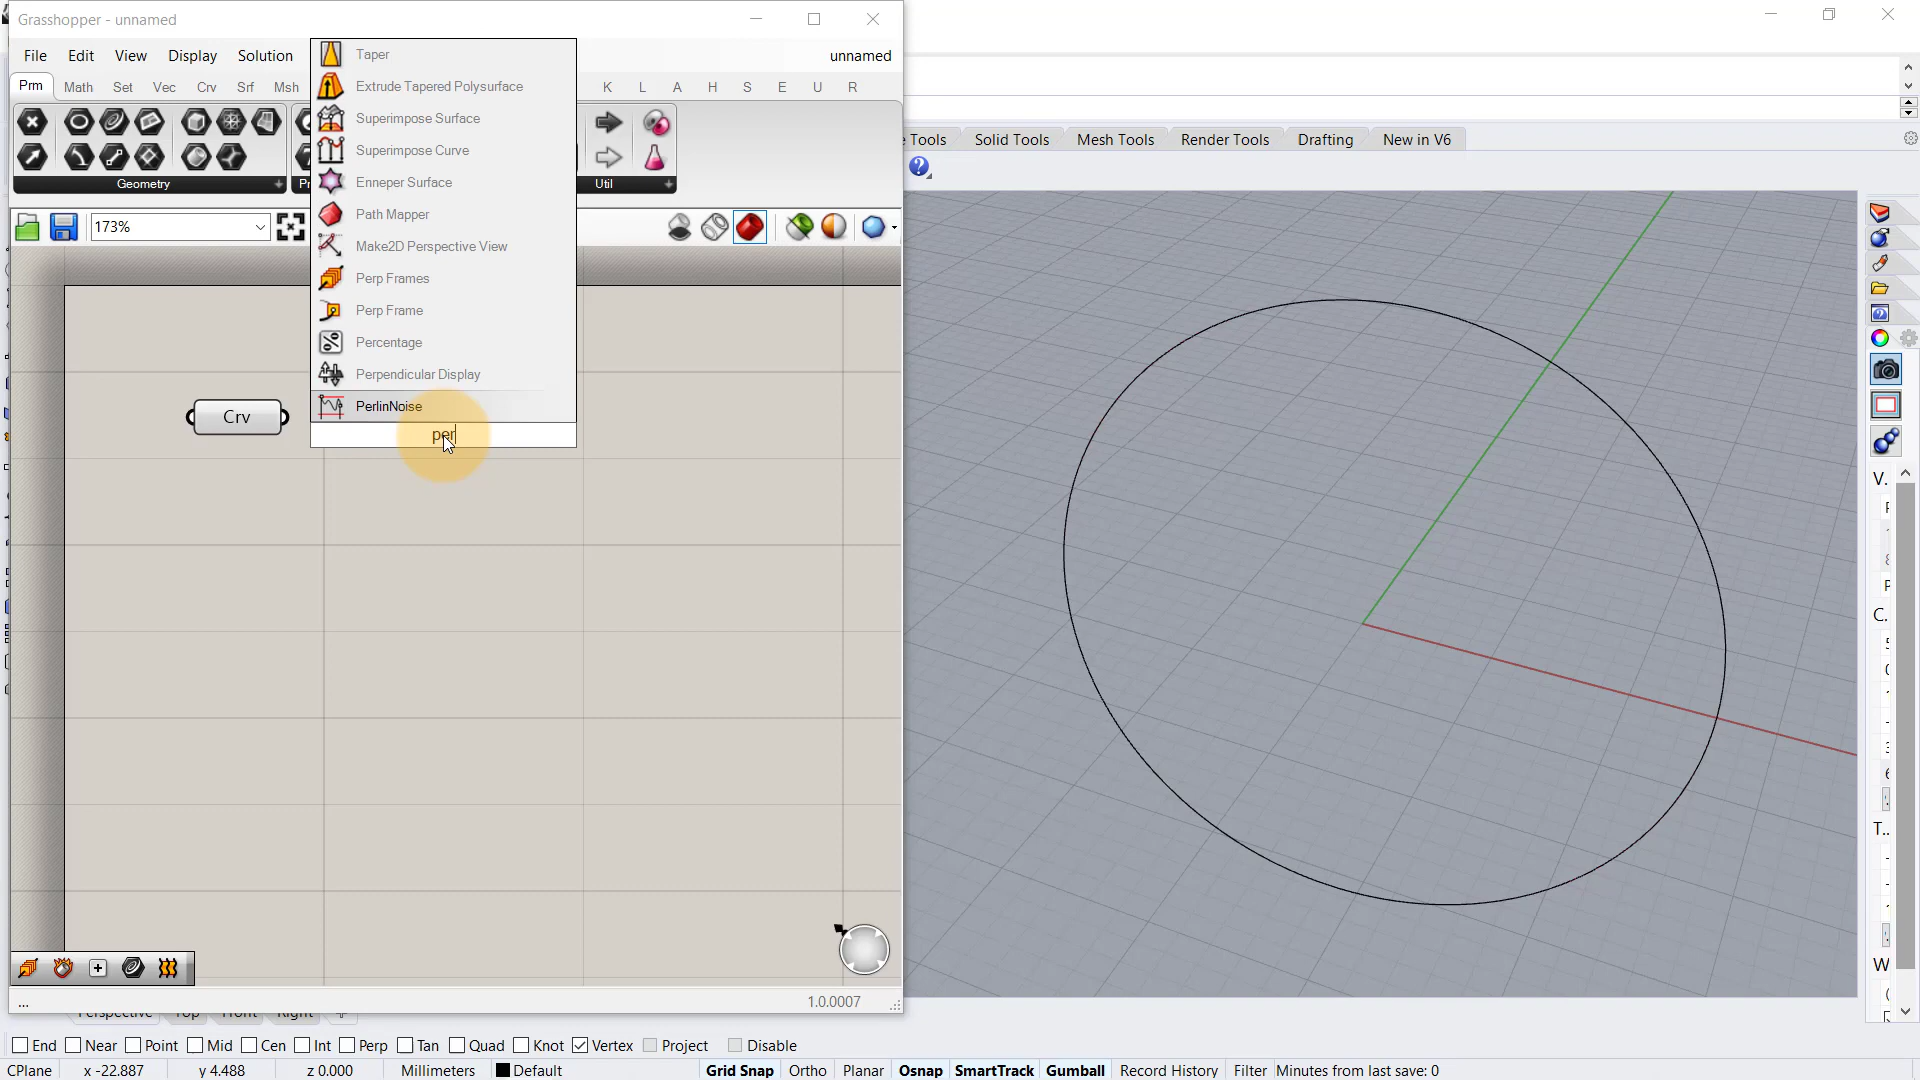 Grasshopper - unnamed
File Edit View Display Solution
unnamed
Prm Math Set Vec Crv Srf Msh K L A H S E U R
Geometry
Util
173%
Taper
Extrude Tapered Polysurface
Superimpose Surface
Superimpose Curve
Enneper Surface
Path Mapper
Make2D Perspective View
Perp Frames
Perp Frame
Percentage
Perpendicular Display
PerlinNoise
per
Crv
...
1.0.0007
Tools Solid Tools Mesh Tools Render Tools Drafting New in V6
V.
C.
T..
W
Perspective Top Front Right
End Near Point Mid Cen Int Perp Tan Quad Knot Vertex Project Disable
CPlane x -22.887 y 4.488 z 0.000 Millimeters Default Grid Snap Ortho Planar Osnap SmartTrack Gumball Record History Filter Minutes from last save: 0